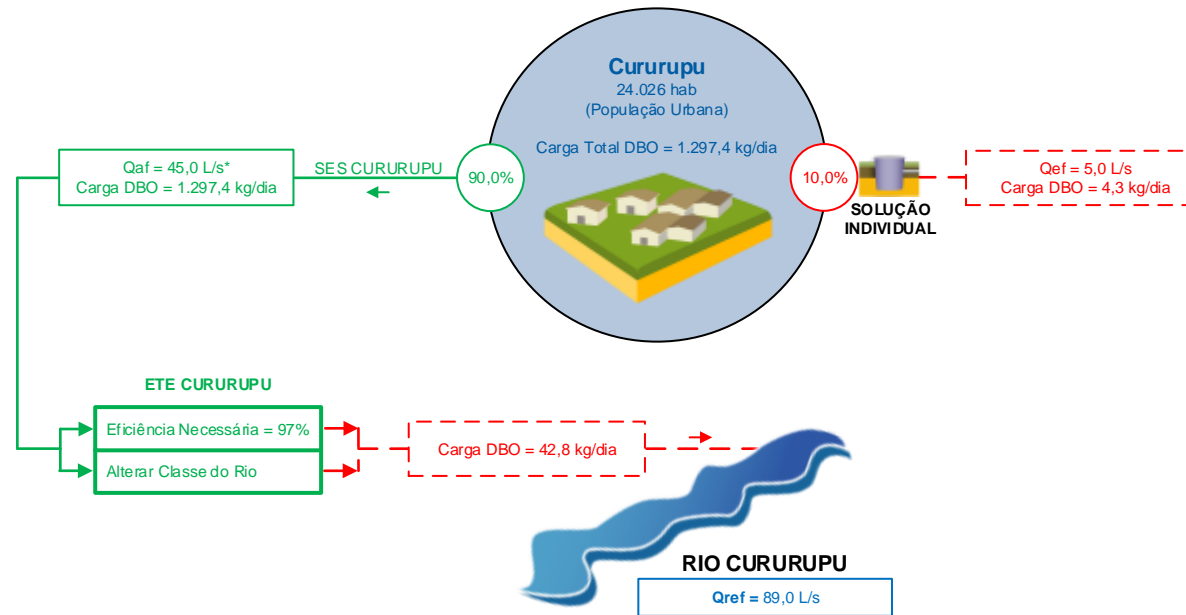 Cururupu
24.026 hab
(População Urbana)
Carga Total DBO = 1.297,4 kg/dia
Qaf = 45,0 L/s*
Carga DBO = 1.297,4 kg/dia
SES CURURUPU
90,0%
10,0%
SOLUÇÃO
INDIVIDUAL
Qef = 5,0 L/s
Carga DBO = 4,3 kg/dia
ETE CURURUPU
Eficiência Necessária = 97%
Alterar Classe do Rio
Carga DBO = 42,8 kg/dia
RIO CURURUPU
Qref = 89,0 L/s